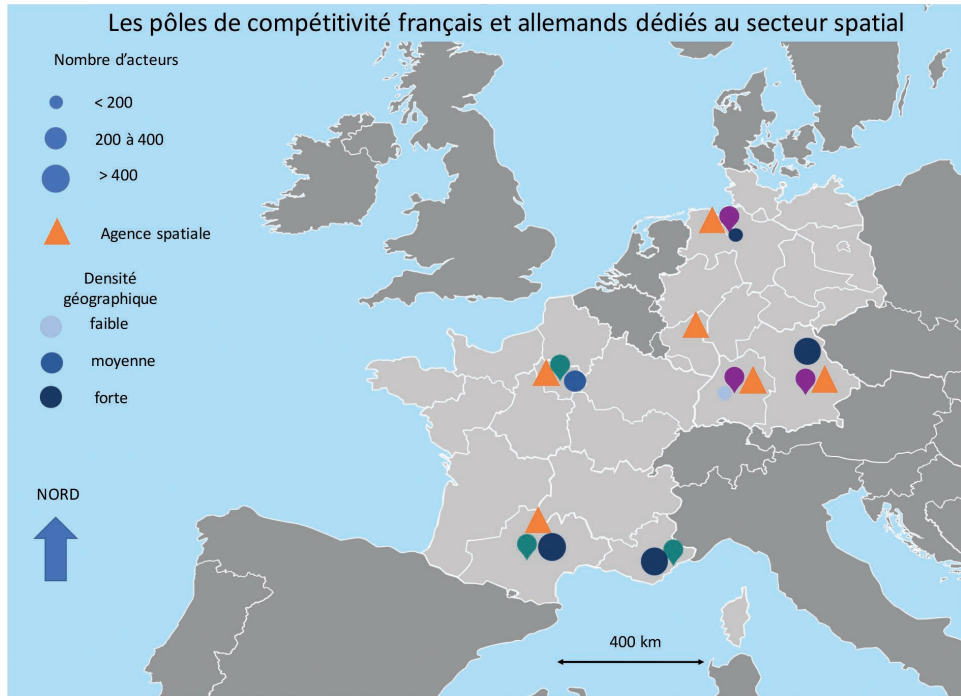 Les pôles de compétitivité français et allemands dédiés au secteur spatial
Nombre d’acteurs
< 200
200 à 400
> 400
Agence spatiale
Densité
géographique
faible
moyenne
forte
NORD
400 km